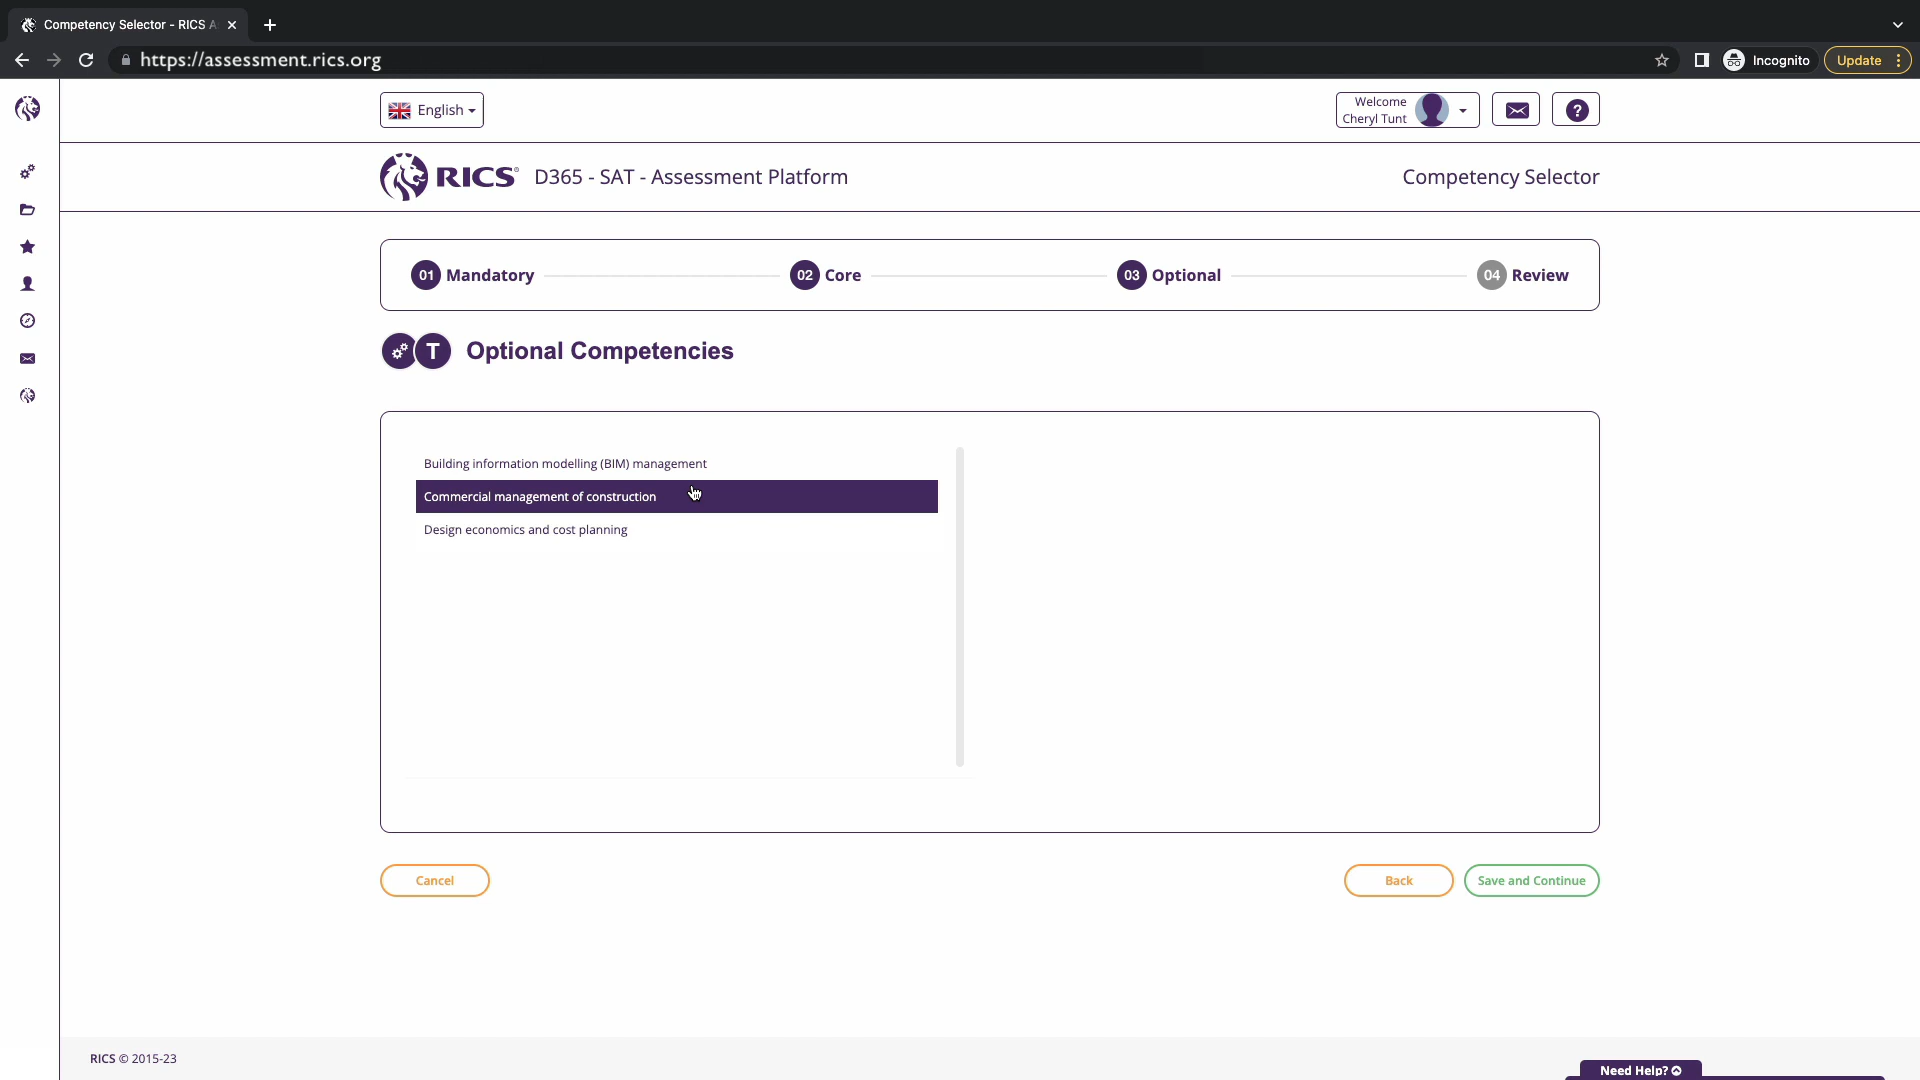 Competency Selector - RICS A
https://assessment.rics.org
Incognito
Update
English
Welcome
Cheryl Tunt
?
RICS D365 - SAT - Assessment Platform
Competency Selector
01 Mandatory
02 Core
03 Optional
04 Review
T Optional Competencies
Building information modelling (BIM) management
Commercial management of construction
Design economics and cost planning
Cancel
Back
Save and Continue
RICS © 2015-23
Need Help?